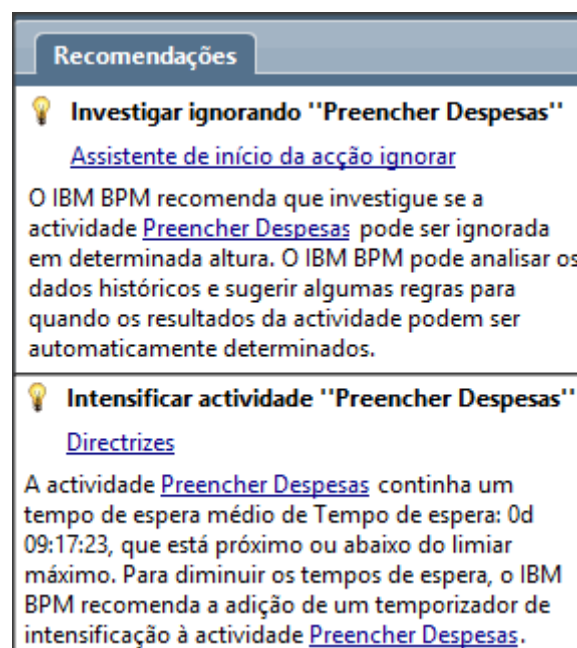 Recomendações
Investigar ignorando ''Preencher Despesas''
Assistente de início da acção ignorar
O IBM BPM recomenda que investigue se a
actividade Preencher Despesas pode ser ignorada
em determinada altura. O IBM BPM pode analisar os
dados históricos e sugerir algumas regras para
quando os resultados da actividade podem ser
automaticamente determinados.
Intensificar actividade ''Preencher Despesas''
Directrizes
A actividade Preencher Despesas continha um
tempo de espera médio de Tempo de espera: 0d
09:17:23, que está próximo ou abaixo do limiar
máximo. Para diminuir os tempos de espera, o IBM
BPM recomenda a adição de um temporizador de
intensificação à actividade Preencher Despesas.